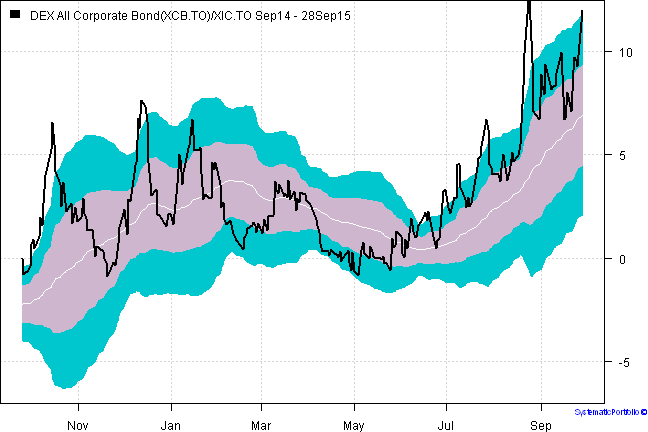 DEX All Corporate Bond(XCB.TO)/XIC.TO Sep14 - 28Sep15
10
5
0
-5
Nov Jan Mar May Jul Sep
SystematicPortfolio ©